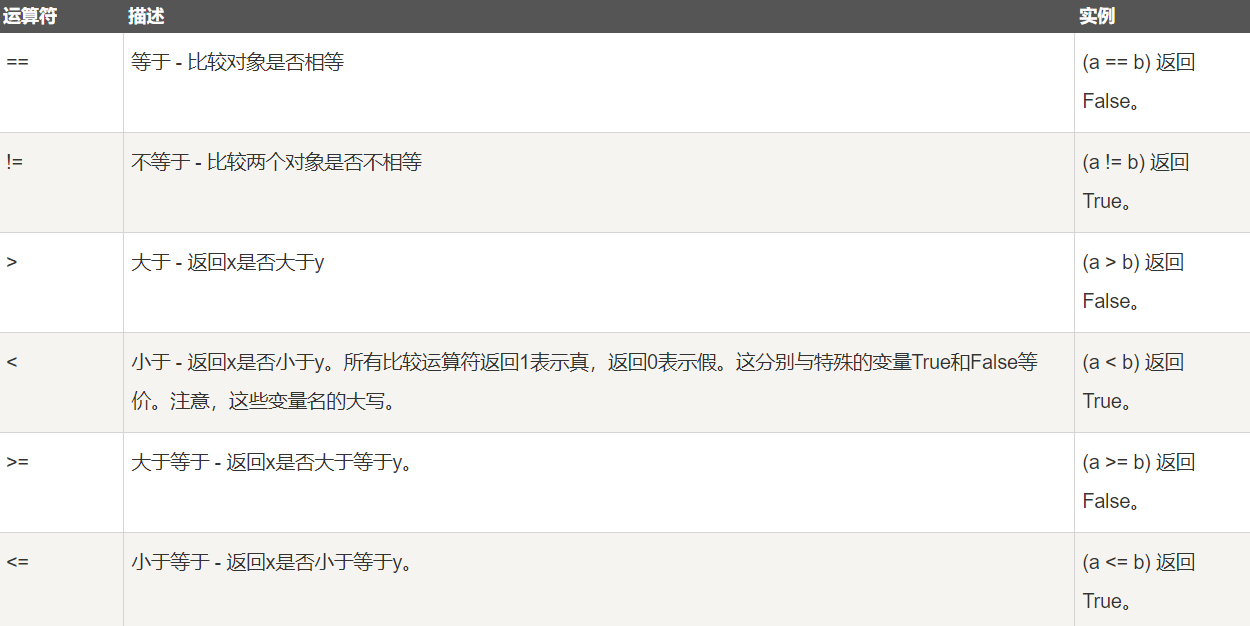 运算符 描述 实例
== 等于 - 比较对象是否相等 (a == b) 返回
False。
!= 不等于 - 比较两个对象是否不相等 (a != b) 返回
True。
> 大于 - 返回x是否大于y (a > b) 返回
False。
< 小于 - 返回x是否小于y。所有比较运算符返回1表示真，返回0表示假。这分别与特殊的变量True和False等 (a < b) 返回
价。注意，这些变量名的大写。 True。
>= 大于等于 - 返回x是否大于等于y。 (a >= b) 返回
False。
<= 小于等于 - 返回x是否小于等于y。 (a <= b) 返回
True。